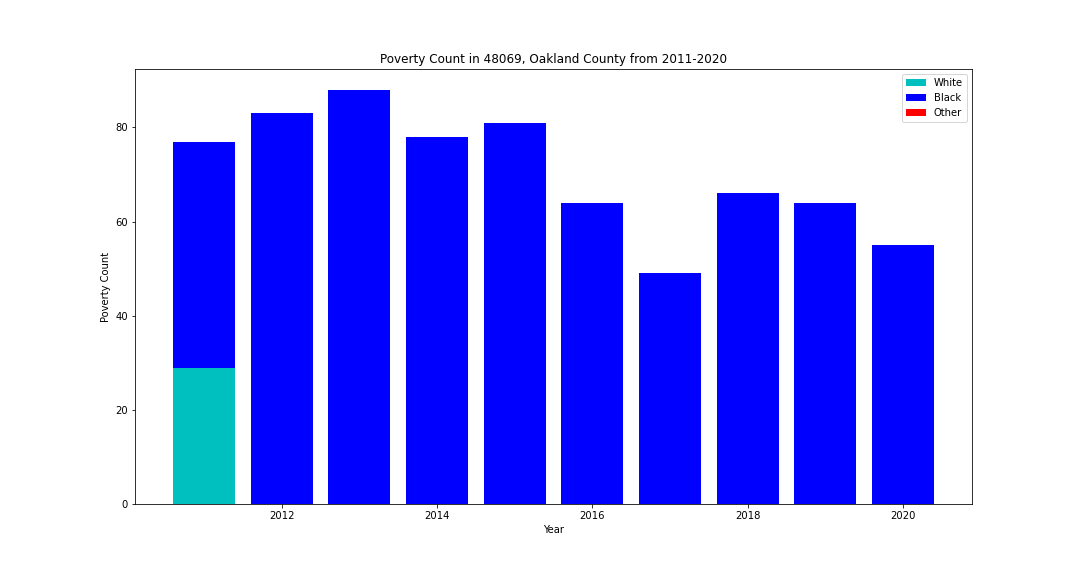 Poverty Count in 48069, Oakland County from 2011-2020
White
Black
Other
80
60
40
20
0
Poverty Count
2012 2014 2016 2018 2020
Year